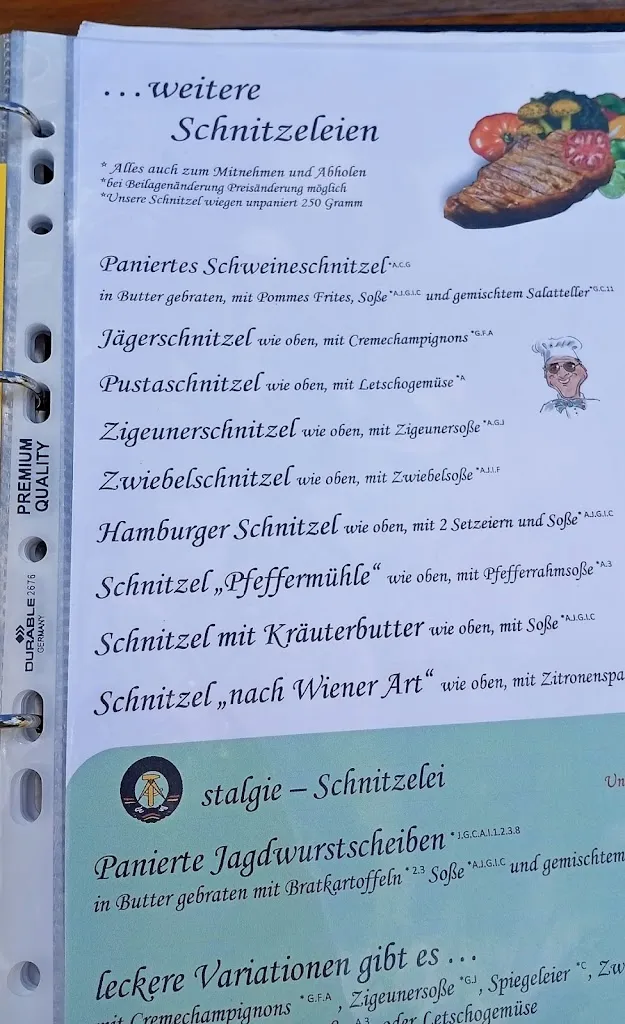 ...weitere
Schnitzeleien
* Alles auch zum Mitnehmen und Abholen
*bei Beilagenänderung Preisänderung möglich
*Unsere Schnitzel wiegen unpaniert 250 Gramm
Paniertes Schweineschnitzel*A.C.G
in Butter gebraten, mit Pommes Frites, Soße*A.J.G.I.C und gemischtem Salatteller*G.C.11
Jägerschnitzel wie oben, mit Cremechampignons*G.F.A
Pustaschnitzel wie oben, mit Letschogemüse*A
Zigeunerschnitzel wie oben, mit Zigeunersoße*A.G.J
Zwiebelschnitzel wie oben, mit Zwiebelsoße*A.J.I.F
Hamburger Schnitzel wie oben, mit 2 Setzeiern und Soße*A.J.G.I.C
Schnitzel „Pfeffermühle“ wie oben, mit Pfefferrahmsoße*A.3
Schnitzel mit Kräuterbutter wie oben, mit Soße*A.J.G.I.C
Schnitzel „nach Wiener Art“ wie oben, mit Zitronenspa
stalgie – Schnitzelei
Un
Panierte Jagdwurstscheiben*J.G.C.A.I.1.2.3.8
in Butter gebraten mit Bratkartoffeln*2.3 Soße*A.J.G.I.C und gemischtem
leckere Variationen gibt es ...
mit Cremechampignons*G.F.A, Zigeunersoße*G.J, Spiegeleier*C, Zw
A.3 oder Letschogemüse
PREMIUM
QUALITY
DURABLE 2676
GERMANY